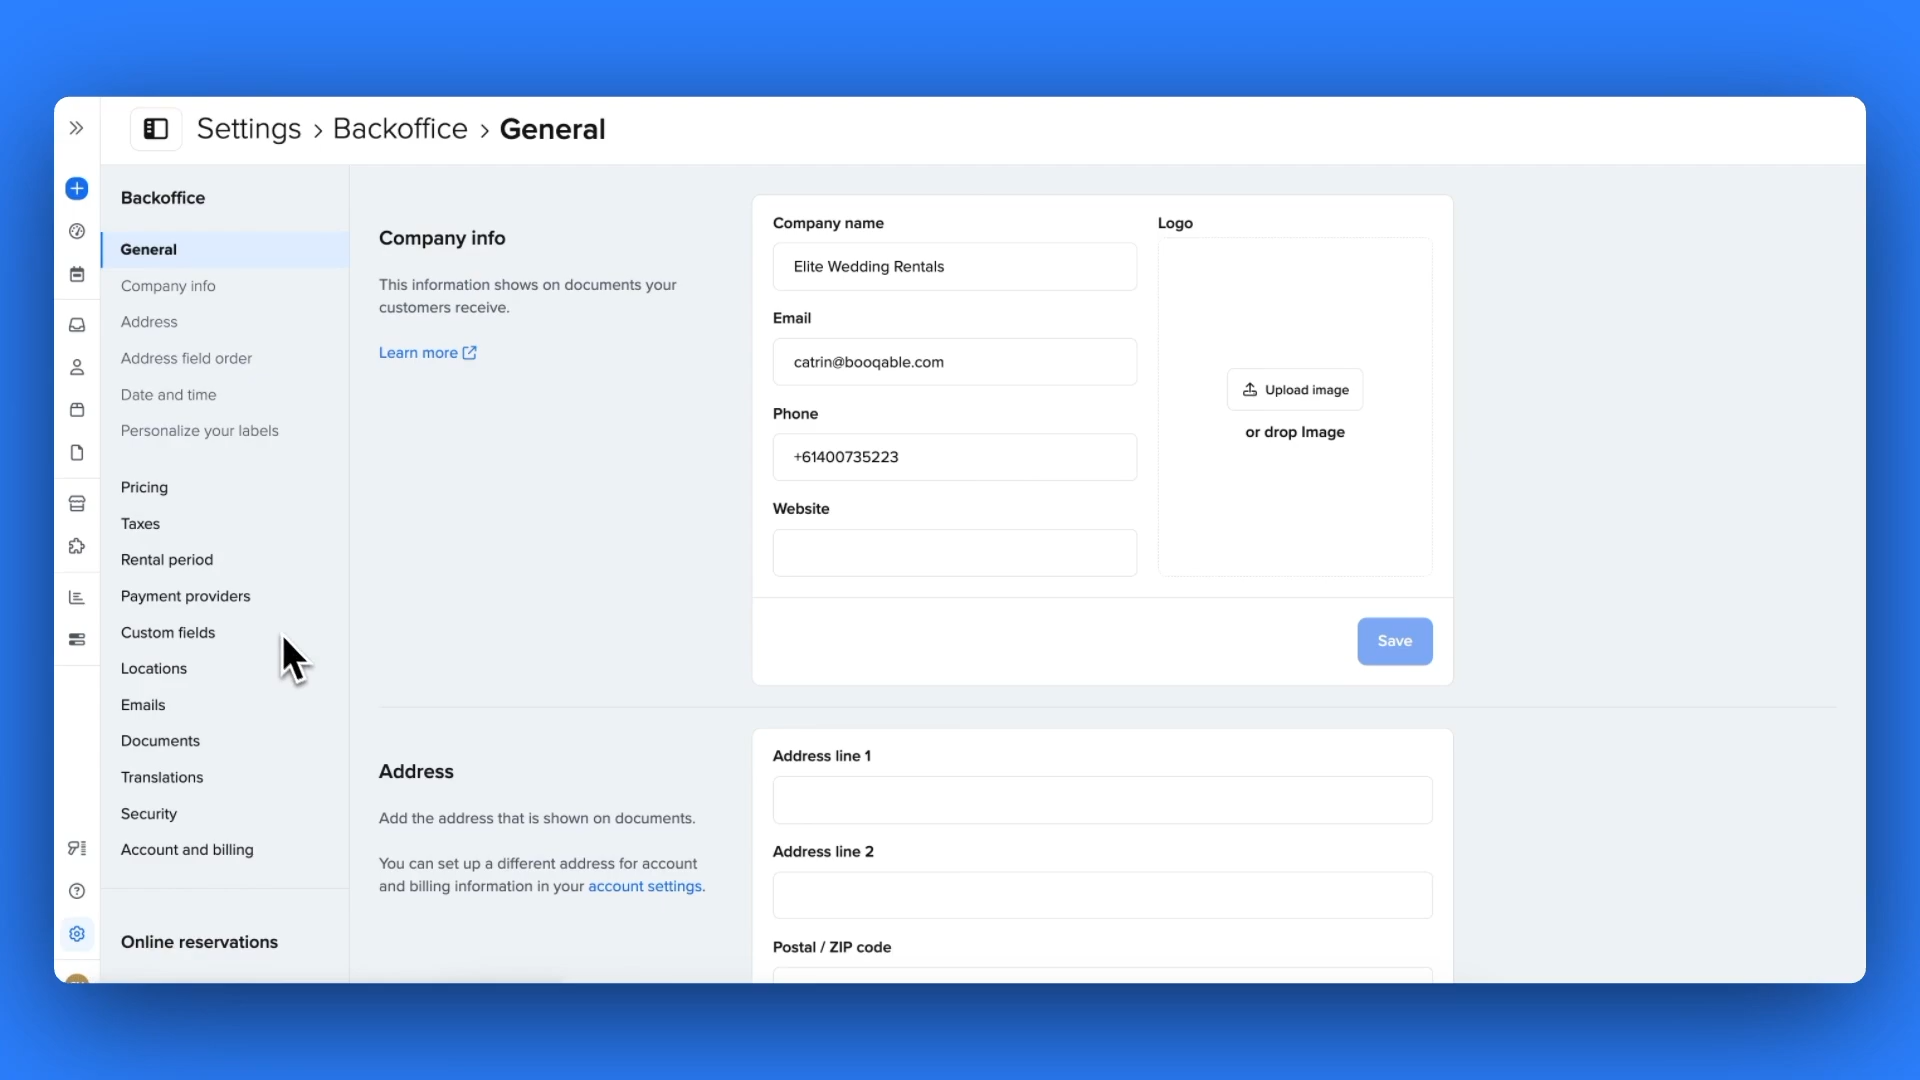 Settings › Backoffice › General
Backoffice
General
Company info
Address
Address field order
Date and time
Personalize your labels
Pricing
Taxes
Rental period
Payment providers
Custom fields
Locations
Emails
Documents
Translations
Security
Account and billing
Online reservations
Company info
This information shows on documents your
customers receive.
Learn more
Company name
Elite Wedding Rentals
Email
catrin@booqable.com
Phone
+61400735223
Website
Logo
Upload image
or drop Image
Save
Address
Add the address that is shown on documents.
You can set up a different address for account
and billing information in your account settings.
Address line 1
Address line 2
Postal / ZIP code